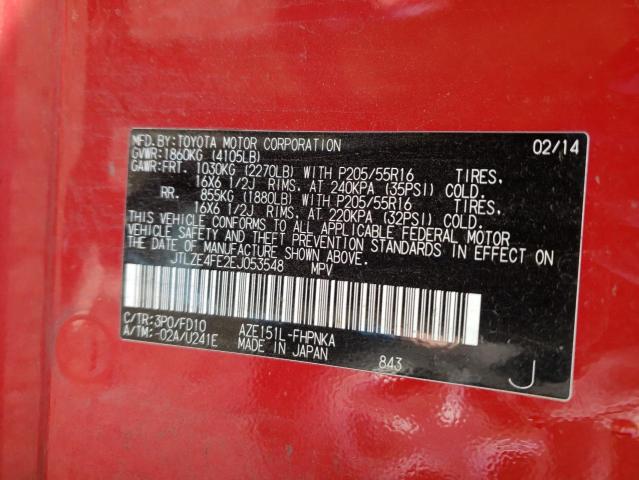 MFD.BY:TOYOTA MOTOR CORPORATION 02/14
GVWR:1860KG (4105LB)
GAWR:FRT. 1030KG (2270LB) WITH P205/55R16 TIRES,
16X6 1/2J RIMS, AT 240KPA (35PSI) COLD.
RR. 855KG (1880LB) WITH P205/55R16 TIRES,
16X6 1/2J RIMS, AT 220KPA (32PSI) COLD.
THIS VEHICLE CONFORMS TO ALL APPLICABLE FEDERAL MOTOR
VEHICLE SAFETY AND THEFT PREVENTION STANDARDS IN EFFECT ON
THE DATE OF MANUFACTURE SHOWN ABOVE.
JTLZE4FE2EJ053548 MPV
C/TR:3P0/FD10 AZE151L-FHPNKA
A/TM:-02A/U241E MADE IN JAPAN 843 J